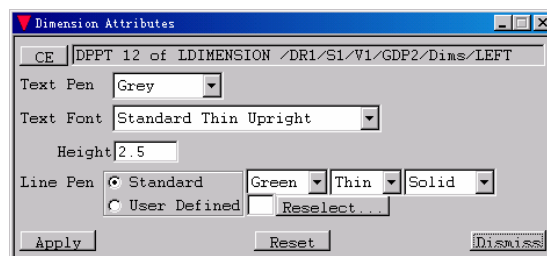 Dimension Attributes
CE DPPT 12 of LDIMENSION /DR1/S1/V1/GDP2/Dims/LEFT
Text Pen Grey
Text Font Standard Thin Upright
Height 2.5
Line Pen Standard Green Thin Solid
User Defined Reselect...
Apply Reset Dismiss